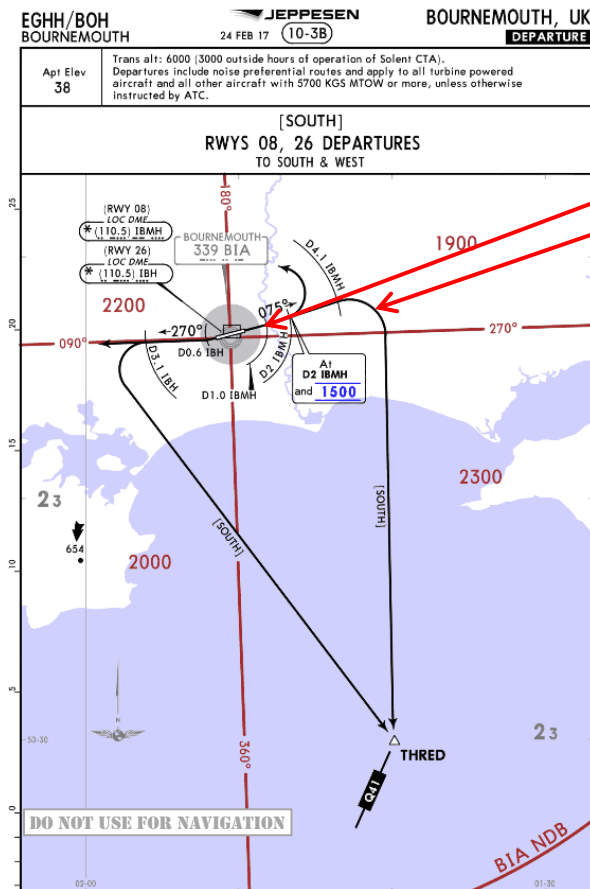 EGHH/BOH
BOURNEMOUTH
JEPPESEN
24 FEB 17
10-3B
BOURNEMOUTH, UK
DEPARTURE
Apt Elev
38
Trans alt: 6000 (3000 outside hours of operation of Solent CTA).
Departures include noise preferential routes and apply to all turbine powered
aircraft and all other aircraft with 5700 KGS MTOW or more, unless otherwise
instructed by ATC.
[SOUTH]
RWYS 08, 26 DEPARTURES
TO SOUTH & WEST
25
180°
(RWY 08)
LOC DME
* (110.5) IBMH
(RWY 26)
LOC DME
* (110.5) IBH
BOURNEMOUTH
339 BIA
D4.1 IBMH
1900
2200
075°
20
090°
270°
270°
D0.6 IBH
D3.1 IBH
D2 IBMH
D1.0 IBMH
At
D2 IBMH
and 1500
15
2300
[SOUTH]
23
[SOUTH]
654
2000
10
5
N
50-30
THRED
23
360°
Q41
0
DO NOT USE FOR NAVIGATION
BIA NDB
02-00
01-30